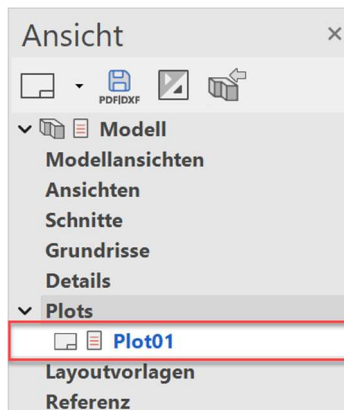 Ansicht
PDF|DXF
Modell
Modellansichten
Ansichten
Schnitte
Grundrisse
Details
Plots
Plot01
Layoutvorlagen
Referenz